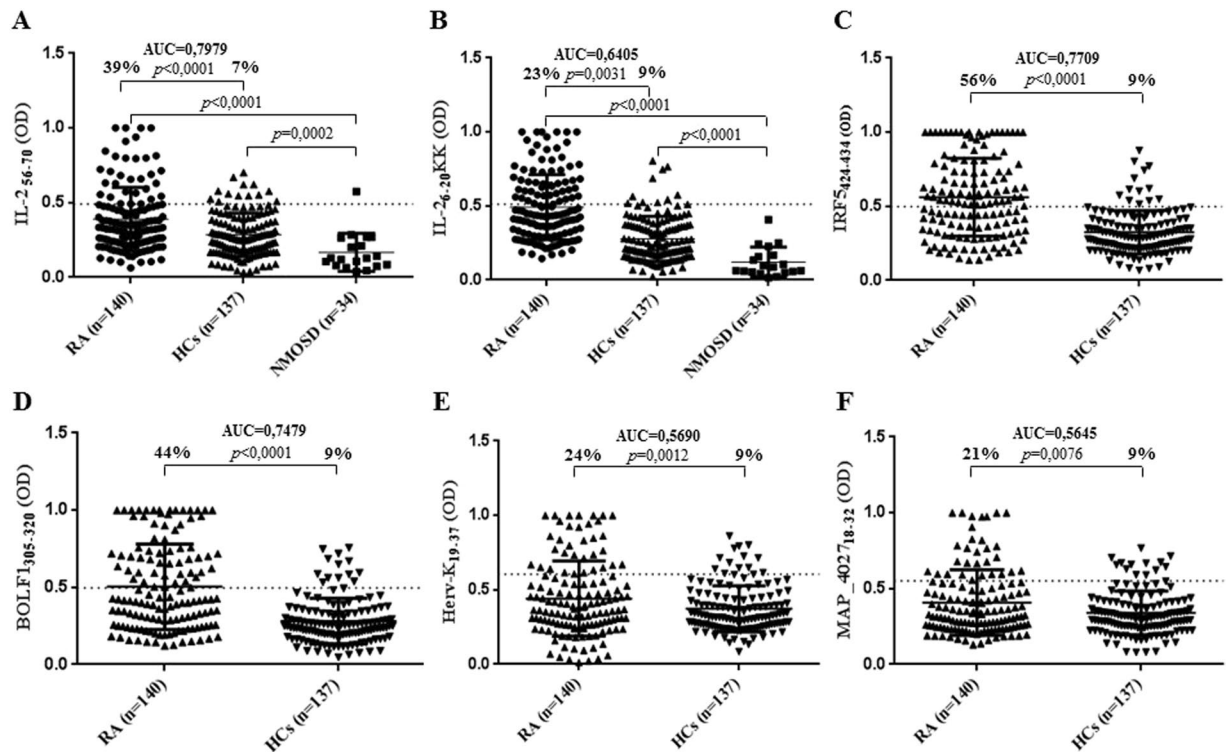 A
IL-2 56-70 (OD)
1.5
1.0
0.5
0.0
AUC=0,7979
39% p<0,0001 7%
p<0,0001
p=0,0002
RA (n=140)
HCs (n=137)
NMOSD (n=34)
B
IL-2 6-20 KK (OD)
1.5
1.0
0.5
0.0
AUC=0,6405
23% p=0,0031 9%
p<0,0001
p<0,0001
RA (n=140)
HCs (n=137)
NMOSD (n=34)
C
IRF5 424-434 (OD)
1.5
1.0
0.5
0.0
AUC=0,7709
56% p<0,0001 9%
RA (n=140)
HCs (n=137)
D
BOLF1 305-320 (OD)
1.5
1.0
0.5
0.0
AUC=0,7479
44% p<0,0001 9%
RA (n=140)
HCs (n=137)
E
Herv-K 19-37 (OD)
1.5
1.0
0.5
0.0
AUC=0,5690
24% p=0,0012 9%
RA (n=140)
HCs (n=137)
F
MAP_4027 18-32 (OD)
1.5
1.0
0.5
0.0
AUC=0,5645
21% p=0,0076 9%
RA (n=140)
HCs (n=137)